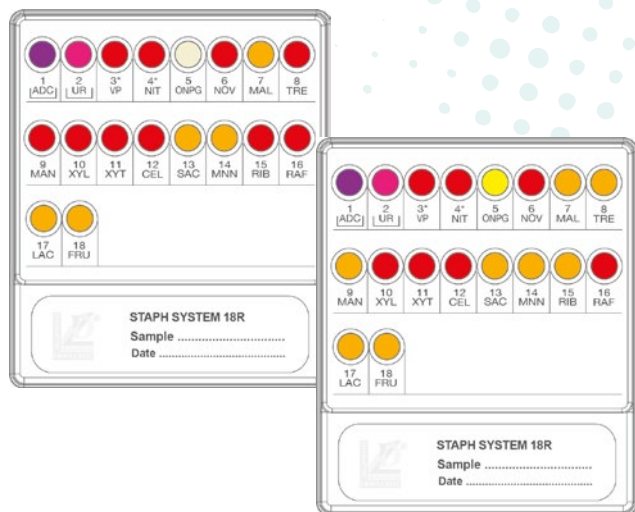 1 2 3* 4* 5 6 7 8
ADC UR VP NIT ONPG NOV MAL TRE
9 10 11 12 13 14 15 16
MAN XYL XYT CEL SAC MNN RIB RAF
17 18
LAC FRU
STAPH SYSTEM 18R
Sample ................................
Date ......................................
1 2 3* 4* 5 6 7 8
ADC UR VP NIT ONPG NOV MAL TRE
9 10 11 12 13 14 15 16
MAN XYL XYT CEL SAC MNN RIB RAF
17 18
LAC FRU
STAPH SYSTEM 18R
Sample ................................
Date ......................................